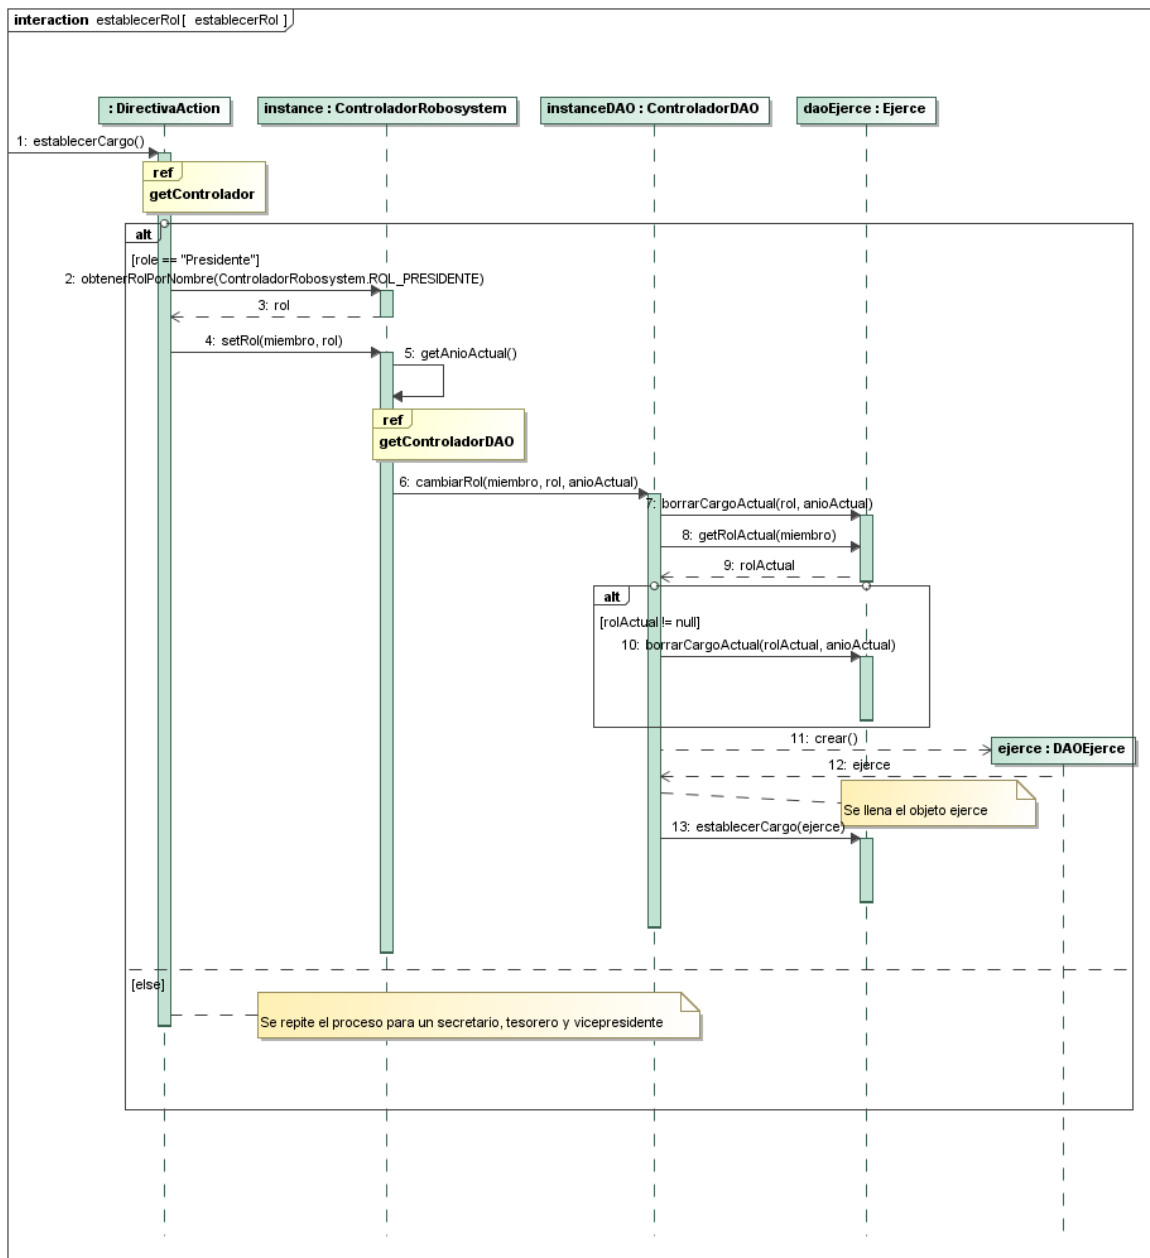 interaction establecerRol[ establecerRol ]
: DirectivaAction
instance : ControladorRobosystem
instanceDAO : ControladorDAO
daoEjerce : Ejerce
1: establecerCargo()
ref
getControlador
alt
[role == "Presidente"]
2: obtenerRolPorNombre(ControladorRobosystem.ROL_PRESIDENTE)
3: rol
4: setRol(miembro, rol)
5: getAnioActual()
ref
getControladorDAO
6: cambiarRol(miembro, rol, anioActual)
7: borrarCargoActual(rol, anioActual)
8: getRolActual(miembro)
9: rolActual
alt
[rolActual != null]
10: borrarCargoActual(rolActual, anioActual)
11: crear()
ejerce : DAOEjerce
12: ejerce
Se llena el objeto ejerce
13: establecerCargo(ejerce)
[else]
Se repite el proceso para un secretario, tesorero y vicepresidente